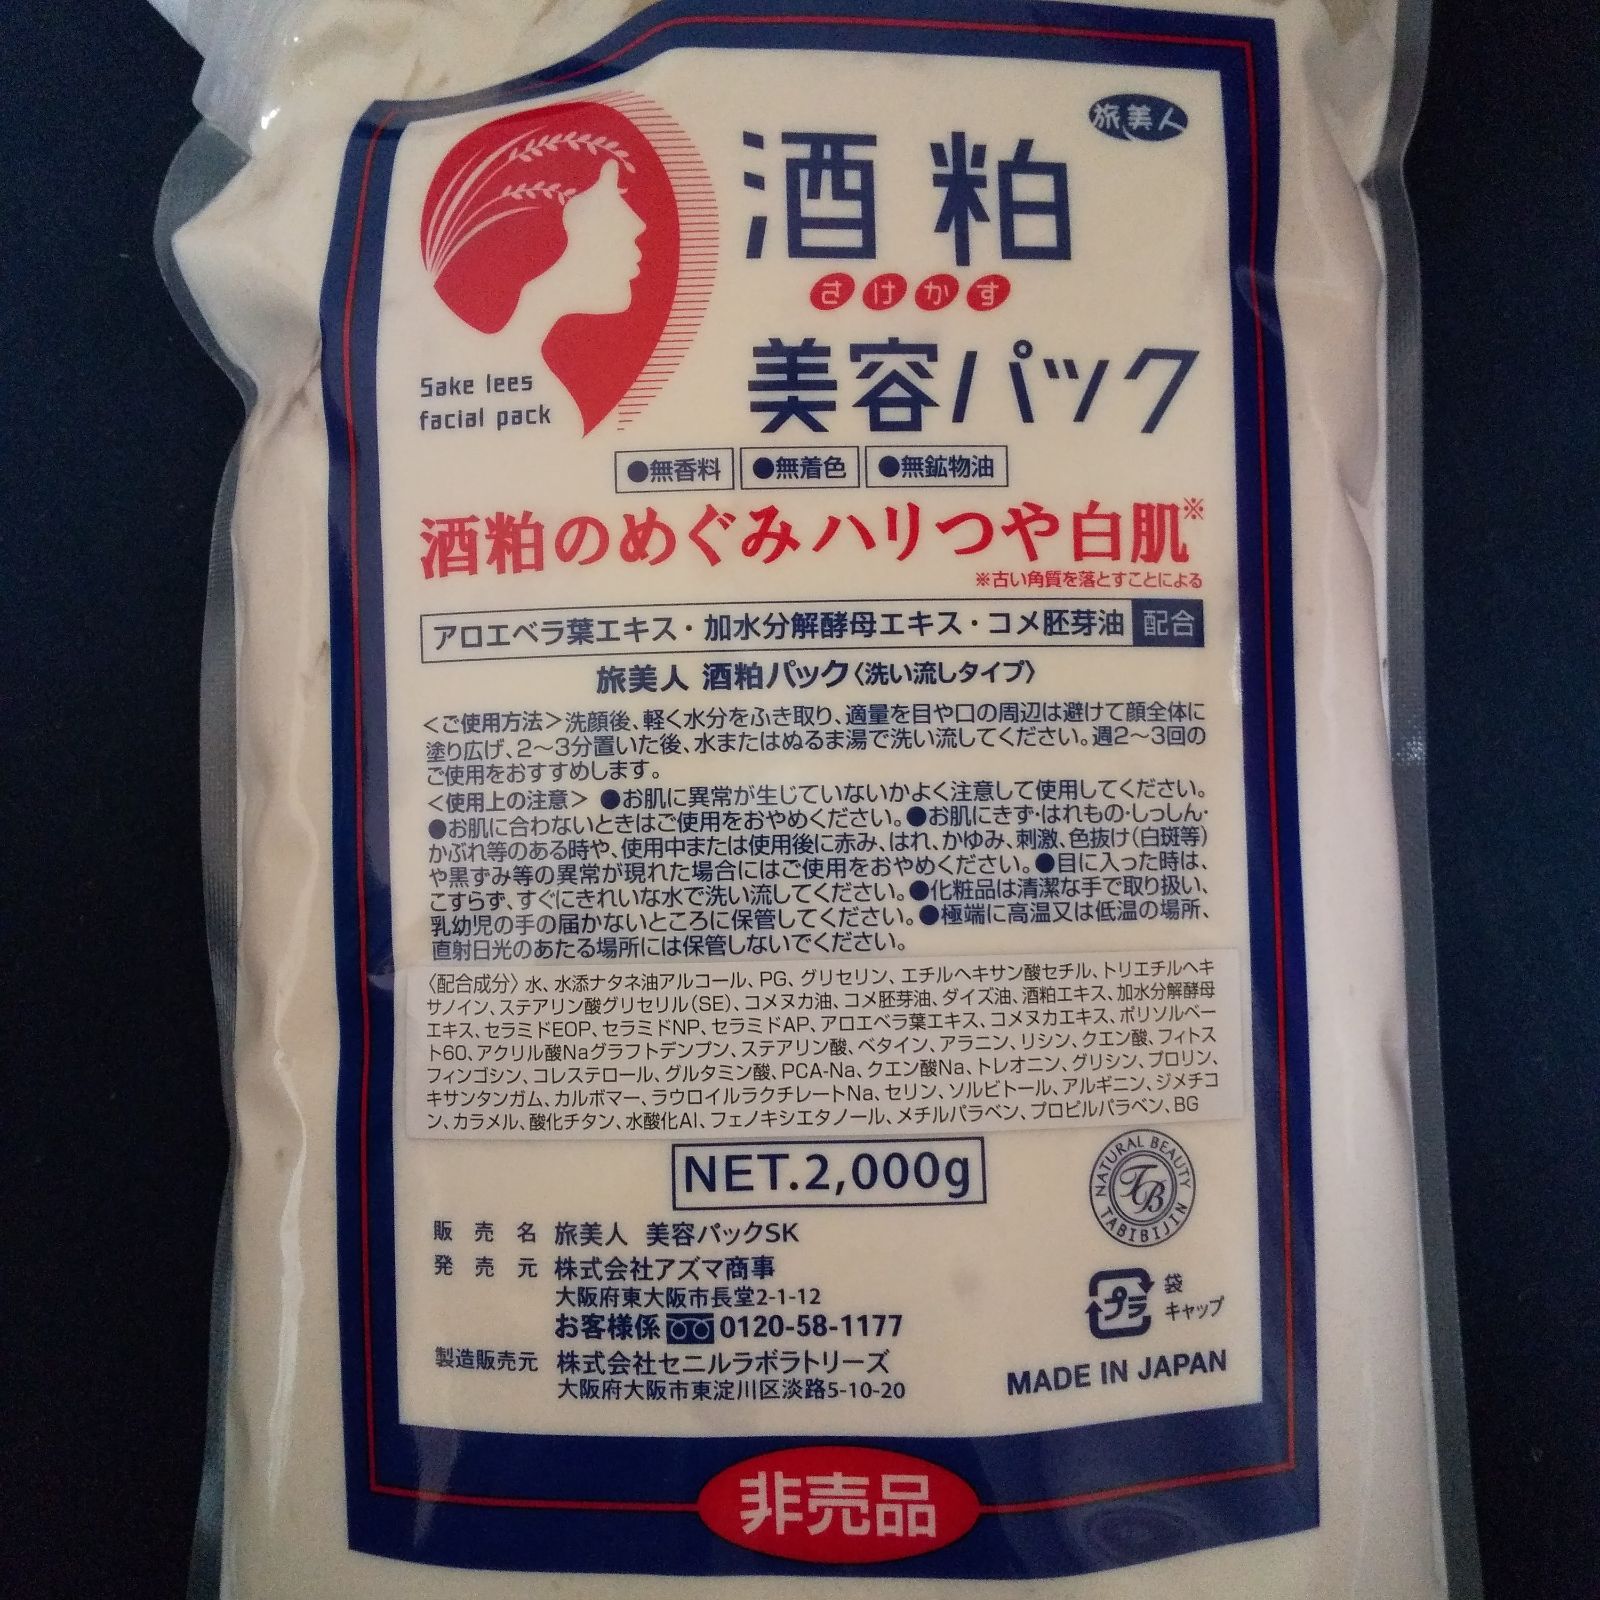 旅美人
酒粕
さけかす
美容パック
Sake lees
facial pack
●無香料 ●無着色 ●無鉱物油
酒粕のめぐみハリつや白肌※
※古い角質を落とすことによる
アロエベラ葉エキス・加水分解酵母エキス・コメ胚芽油 配合
旅美人 酒粕パック〈洗い流しタイプ〉
＜ご使用方法＞洗顔後、軽く水分をふき取り、適量を目や口の周辺は避けて顔全体に
塗り広げ、2〜3分置いた後、水またはぬるま湯で洗い流してください。週2〜3回の
ご使用をおすすめします。
＜使用上の注意＞ ●お肌に異常が生じていないかよく注意して使用してください。
●お肌に合わないときはご使用をおやめください。●お肌にきず・はれもの・しっしん・
かぶれ等のある時や、使用中または使用後に赤み、はれ、かゆみ、刺激、色抜け（白斑等）
や黒ずみ等の異常が現れた場合にはご使用をおやめください。●目に入った時は、
こすらず、すぐにきれいな水で洗い流してください。●化粧品は清潔な手で取り扱い、
乳幼児の手の届かないところに保管してください。●極端に高温又は低温の場所、
直射日光のあたる場所には保管しないでください。
〈配合成分〉水、水添ナタネ油アルコール、PG、グリセリン、エチルヘキサン酸セチル、トリエチルヘキ
サノイン、ステアリン酸グリセリル（SE）、コメヌカ油、コメ胚芽油、ダイズ油、酒粕エキス、加水分解酵母
エキス、セラミドEOP、セラミドNP、セラミドAP、アロエベラ葉エキス、コメヌカエキス、ポリソルベー
ト60、アクリル酸Naグラフトデンプン、ステアリン酸、ベタイン、アラニン、リシン、クエン酸、フィトス
フィンゴシン、コレステロール、グルタミン酸、PCA-Na、クエン酸Na、トレオニン、グリシン、プロリン、
キサンタンガム、カルボマー、ラウロイルラクチレートNa、セリン、ソルビトール、アルギニン、ジメチコ
ン、カラメル、酸化チタン、水酸化Al、フェノキシエタノール、メチルパラベン、プロピルパラベン、BG
NET.2,000g
NATURAL BEAUTY
TB
TABIBIJIN
販売名 旅美人 美容パックSK
発売元 株式会社アズマ商事
大阪府東大阪市長堂2-1-12
お客様係 0120-58-1177
製造販売元 株式会社セニルラボラトリーズ
大阪府大阪市東淀川区淡路5-10-20
プラ 袋
キャップ
MADE IN JAPAN
非売品